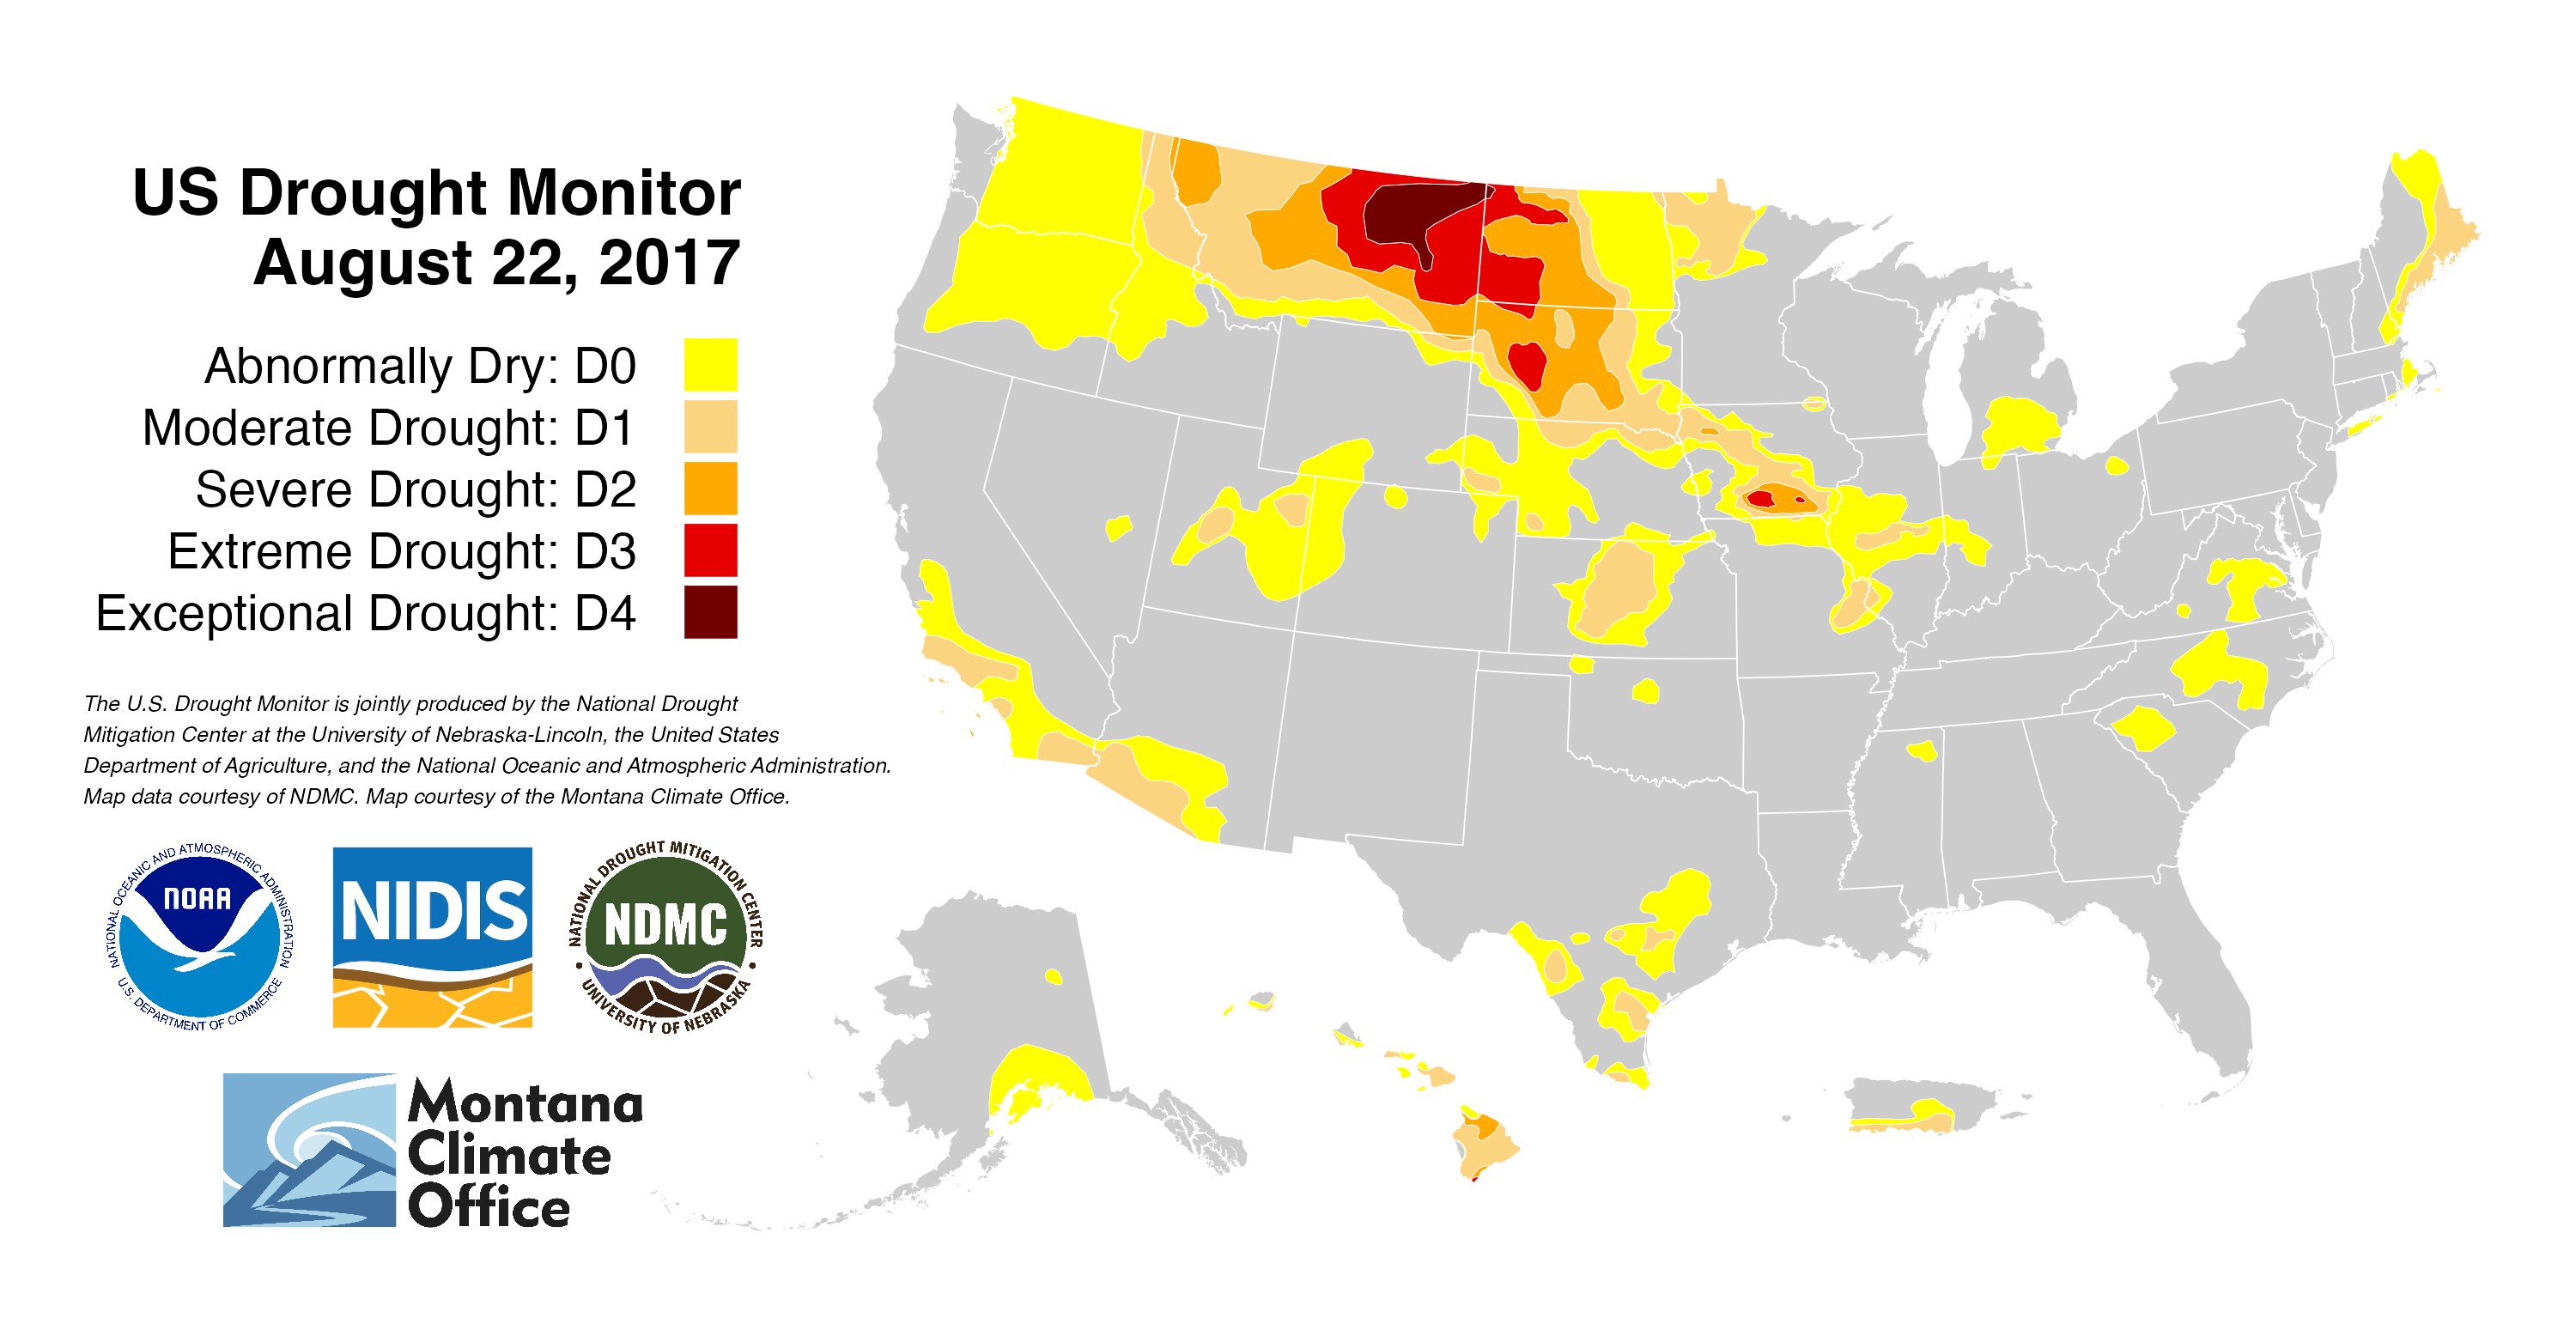 US Drought Monitor
August 22, 2017
Abnormally Dry: D0
Moderate Drought: D1
Severe Drought: D2
Extreme Drought: D3
Exceptional Drought: D4
The U.S. Drought Monitor is jointly produced by the National Drought
Mitigation Center at the University of Nebraska-Lincoln, the United States
Department of Agriculture, and the National Oceanic and Atmospheric Administration.
Map data courtesy of NDMC. Map courtesy of the Montana Climate Office.
NATIONAL OCEANIC AND ATMOSPHERIC ADMINISTRATION
NOAA
U.S. DEPARTMENT OF COMMERCE
NIDIS
NATIONAL DROUGHT MITIGATION CENTER
NDMC
UNIVERSITY OF NEBRASKA
Montana
Climate
Office